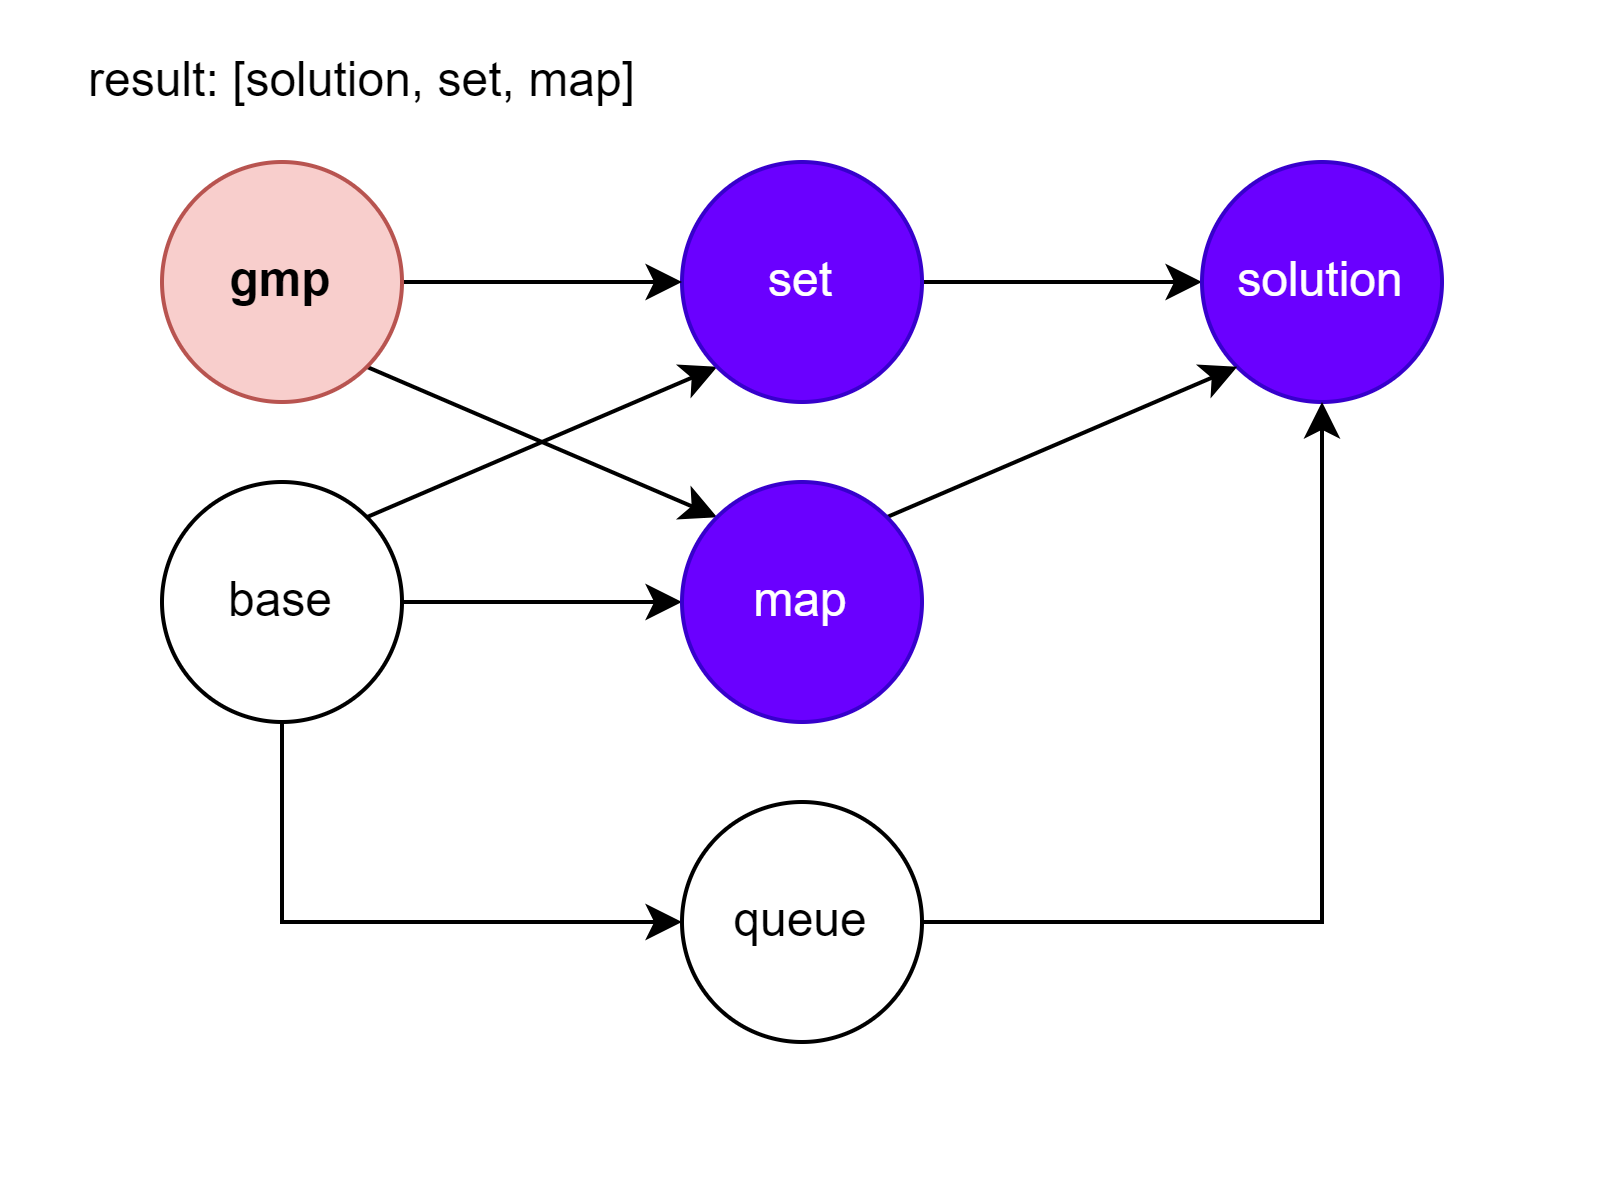 result: [solution, set, map]
gmp
set
solution
base
map
queue